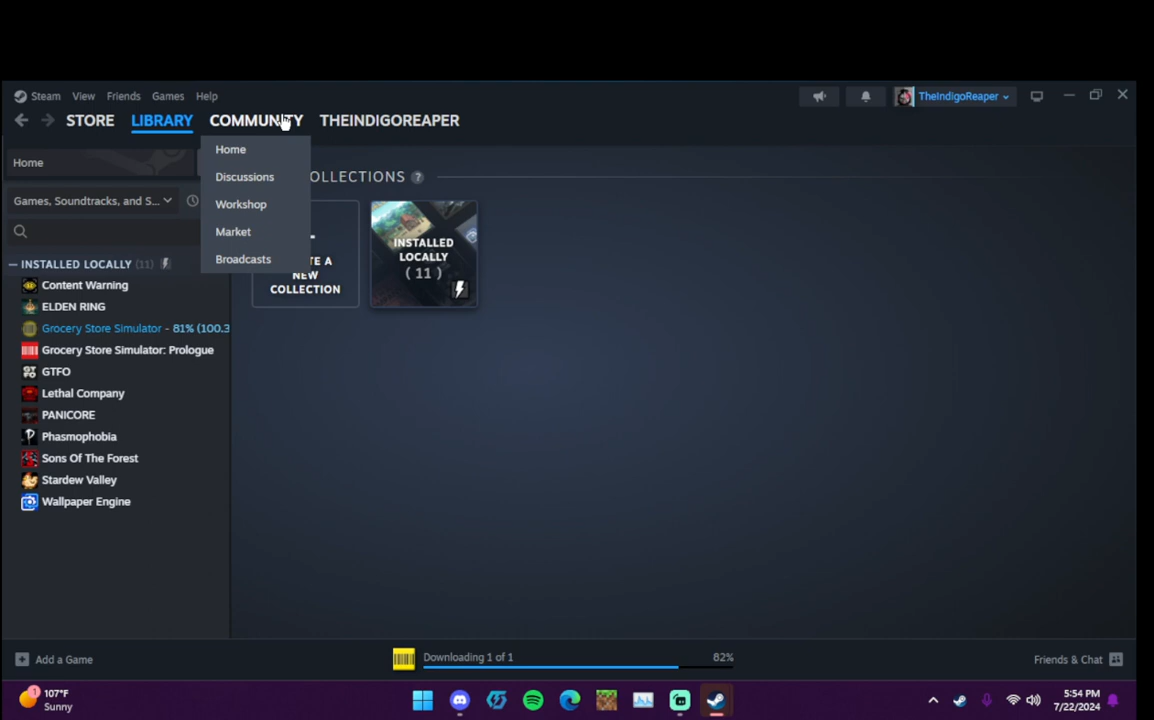 Steam View Friends Games Help TheIndigoReaper
STORE LIBRARY COMMUNITY THEINDIGOREAPER
Home
Home
Discussions
Workshop
Market
Broadcasts
OLLECTIONS ?
Games, Soundtracks, and S...
INSTALLED LOCALLY (11)
Content Warning
ELDEN RING
Grocery Store Simulator - 81% (100.3
Grocery Store Simulator: Prologue
GTFO
Lethal Company
PANICORE
Phasmophobia
Sons Of The Forest
Stardew Valley
Wallpaper Engine
TE A
NEW
COLLECTION
INSTALLED
LOCALLY
( 11 )
Add a Game
Downloading 1 of 1 82%
Friends & Chat
1
107°F
Sunny
5:54 PM
7/22/2024